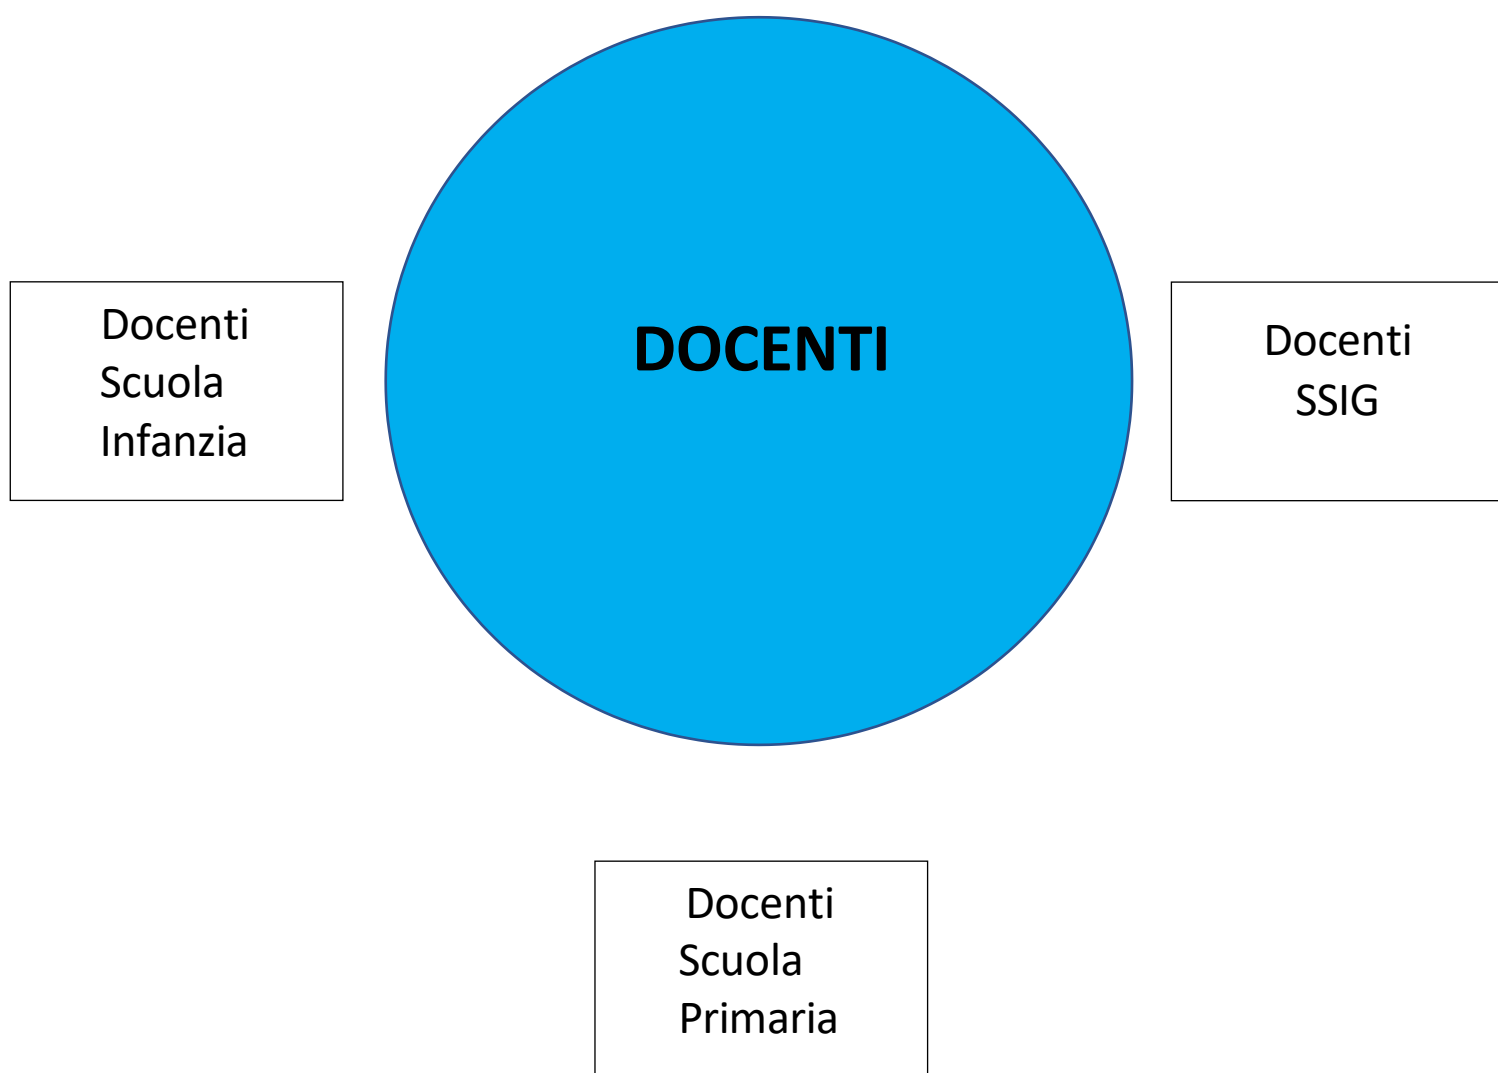 DOCENTI
Docenti
Scuola
Infanzia
Docenti
SSIG
Docenti
Scuola
Primaria